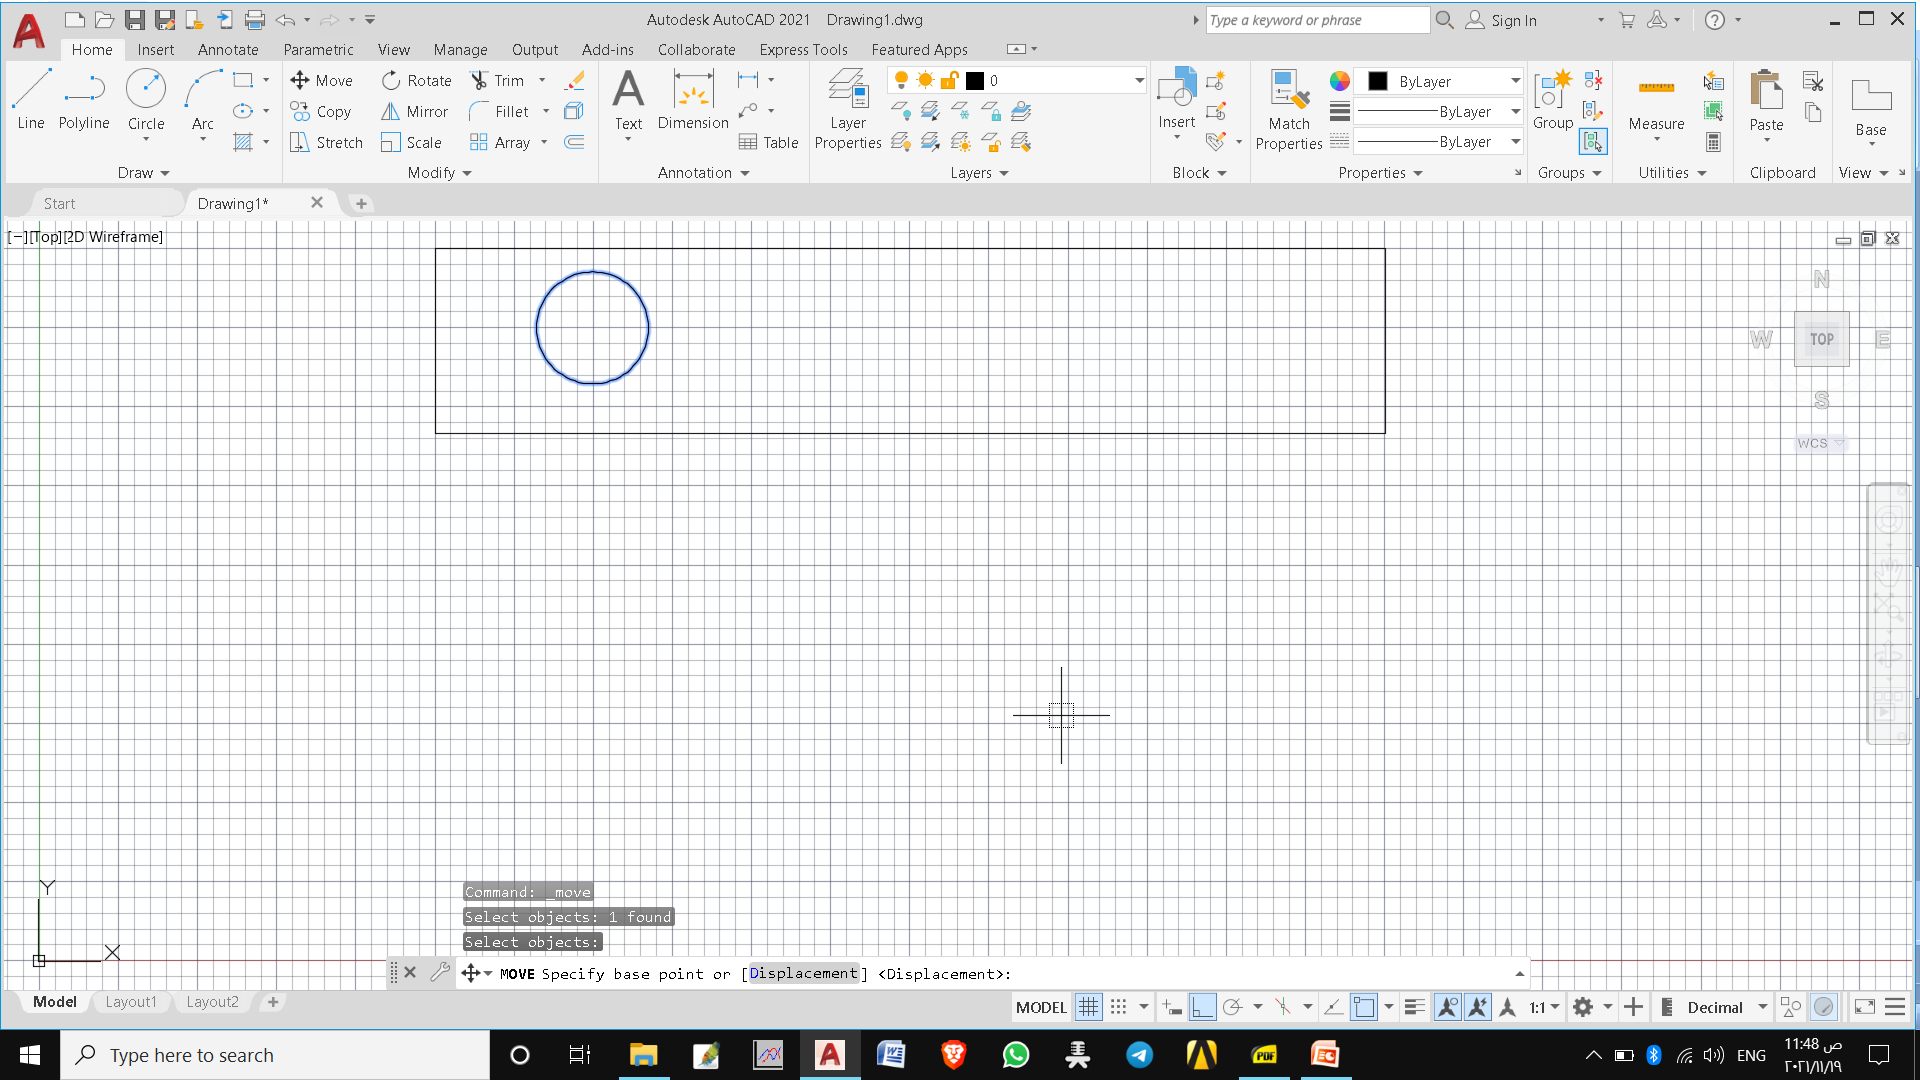 Autodesk AutoCAD 2021 Drawing1.dwg
Type a keyword or phrase
Sign In
Home Insert Annotate Parametric View Manage Output Add-ins Collaborate Express Tools Featured Apps
Line Polyline Circle Arc
Move Rotate Trim
Copy Mirror Fillet
Stretch Scale Array
Text Dimension Table
Layer Properties
0
Insert
Match Properties
ByLayer
ByLayer
ByLayer
Group
Measure
Paste
Base
Draw Modify Annotation Layers Block Properties Groups Utilities Clipboard View
Start Drawing1*
[−][Top][2D Wireframe]
N
W TOP E
S
WCS
Y
X
Command: _move
Select objects: 1 found
Select objects:
MOVE Specify base point or [Displacement] <Displacement>:
Model Layout1 Layout2
MODEL 1:1 Decimal
Type here to search
PDF
ENG
11:48 ص
٢٠٢١/١١/١٩